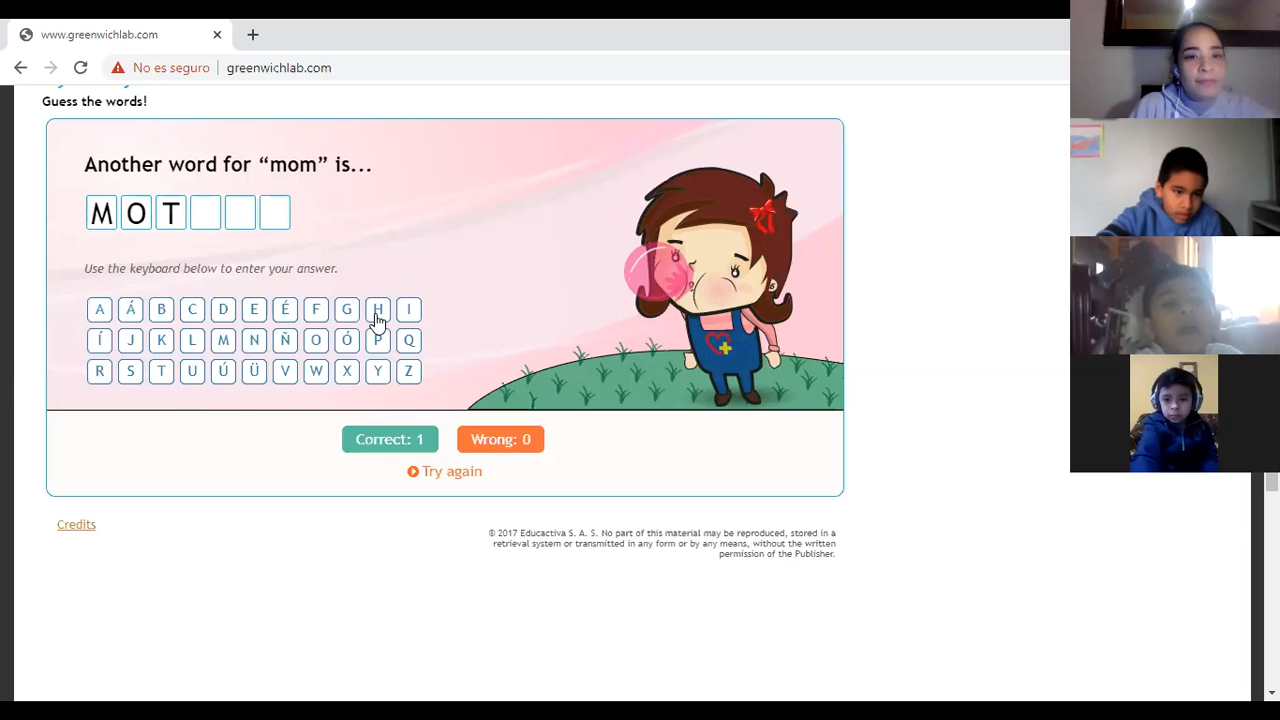 www.greenwichlab.com
No es seguro greenwichlab.com
Guess the words!
Another word for “mom” is...
M O T
Use the keyboard below to enter your answer.
A Á B C D E É F G H I
Í J K L M N Ñ O Ó P Q
R S T U Ú Ü V W X Y Z
Correct: 1 Wrong: 0
Try again
Credits
© 2017 Educactiva S. A. S. No part of this material may be reproduced, stored in a
retrieval system or transmitted in any form or by any means, without the written
permission of the Publisher.